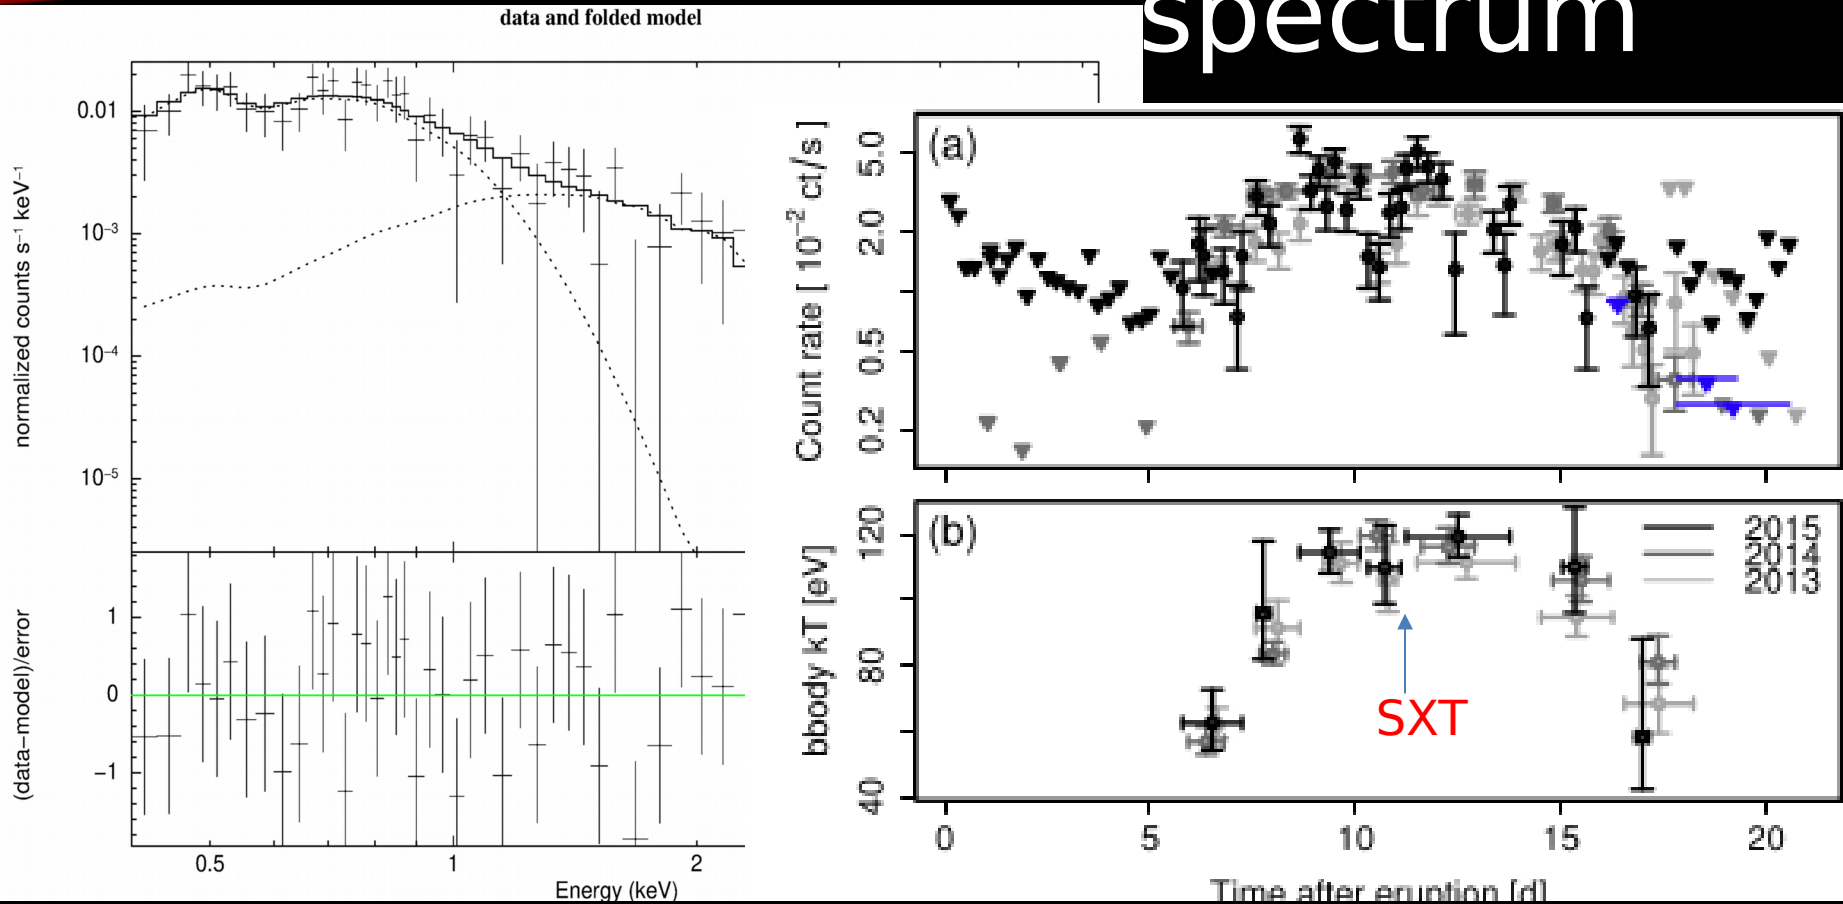 spectrum
data and folded model
normalized counts s⁻¹ keV⁻¹
0.01
10⁻³
10⁻⁴
10⁻⁵
(data−model)/error
1
0
−1
0.5
1
2
Energy (keV)
(a)
Count rate [ 10⁻² ct/s ]
5.0
2.0
0.5
0.2
(b)
bbody kT [eV]
120
80
40
2015
2014
2013
SXT
0
5
10
15
20
Time after eruption [d]